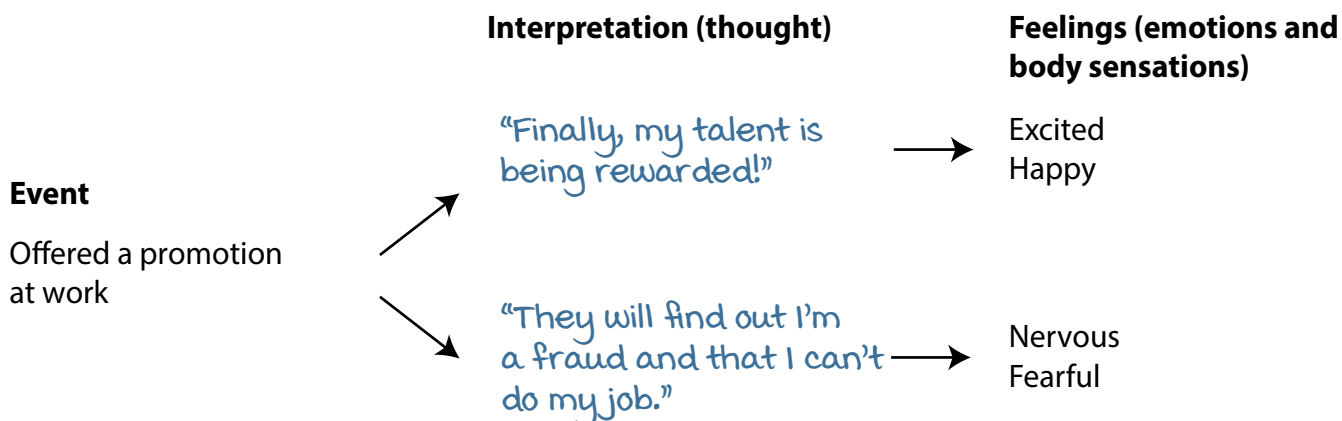 Interpretation (thought)
Feelings (emotions and
body sensations)
Event
Offered a promotion
at work
“Finally, my talent is
being rewarded!”
Excited
Happy
“They will find out I’m
a fraud and that I can’t
do my job.”
Nervous
Fearful